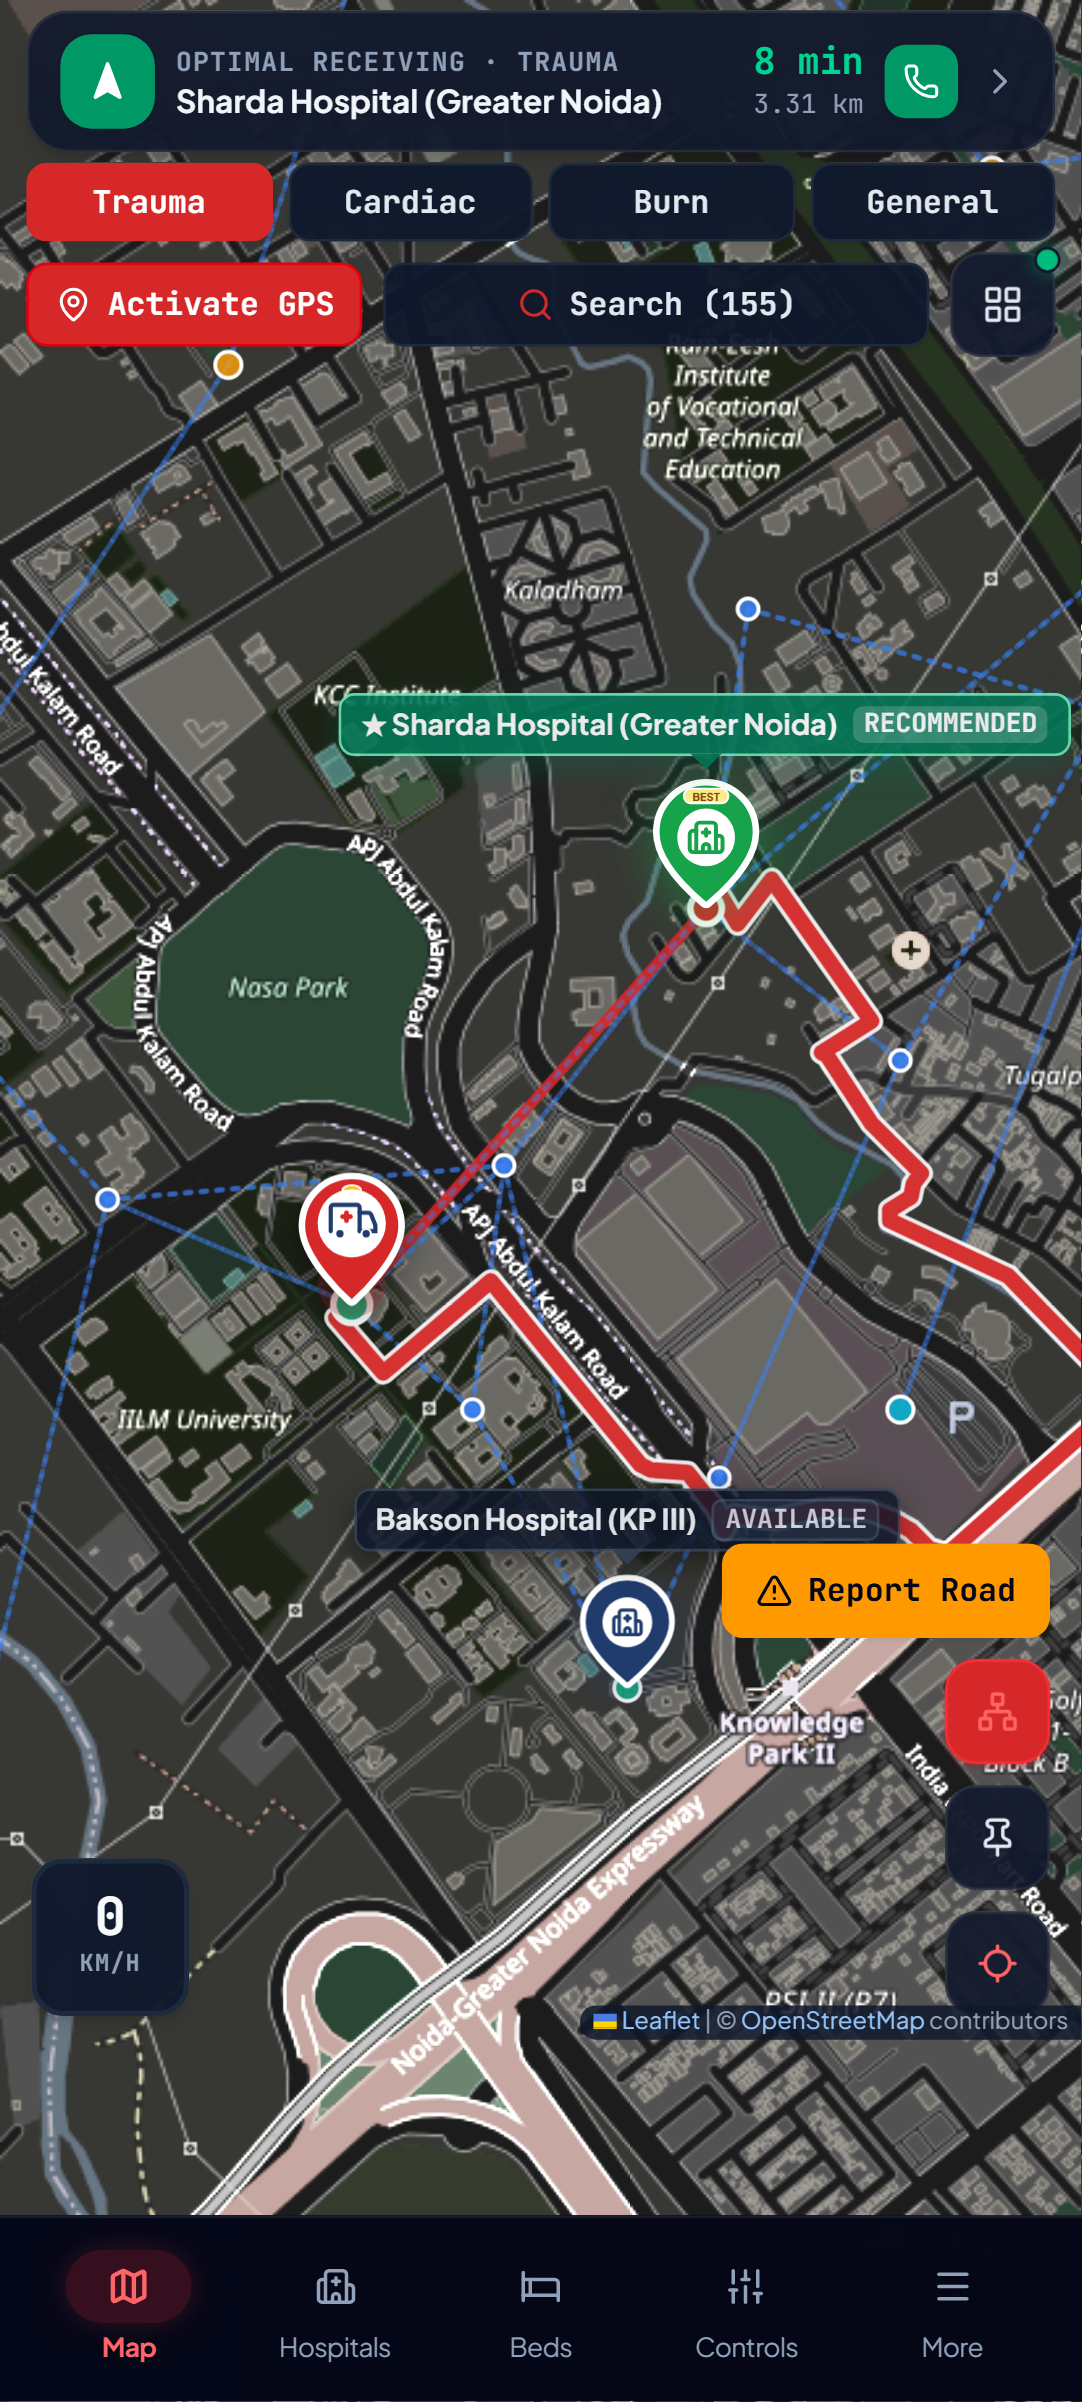 OPTIMAL RECEIVING · TRAUMA
Sharda Hospital (Greater Noida)
8 min
3.31 km
Trauma
Cardiac
Burn
General
Activate GPS
Search (155)
Ram-Eesh
Institute
of Vocational
and Technical
Education
Kaladham
Abdul Kalam Road
KCC Institute
★ Sharda Hospital (Greater Noida)
RECOMMENDED
BEST
APJ Abdul Kalam Road
APJ Abdul Kalam Road
Nasa Park
Tugalp
APJ Abdul Kalam Road
IILM University
P
Bakson Hospital (KP III)
AVAILABLE
Report Road
Knowledge
Park II
Block B
India
Road
Noida-Greater Noida Expressway
0
KM/H
Leaflet | © OpenStreetMap contributors
Map
Hospitals
Beds
Controls
More